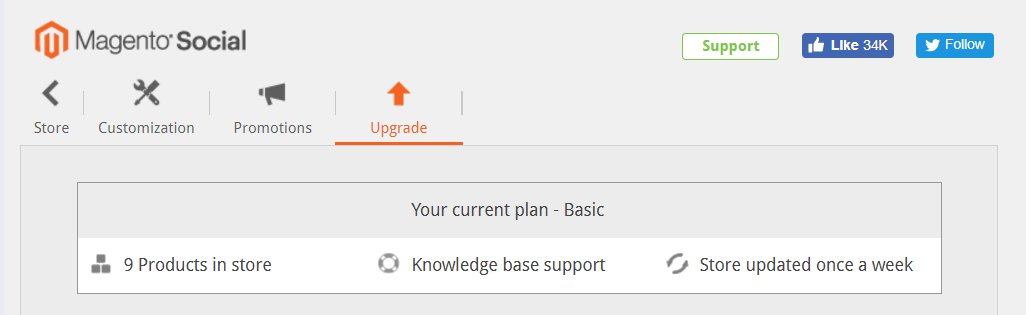 Magento Social
Support
Like 34K
Follow
Store
Customization
Promotions
Upgrade
Your current plan - Basic
9 Products in store
Knowledge base support
Store updated once a week